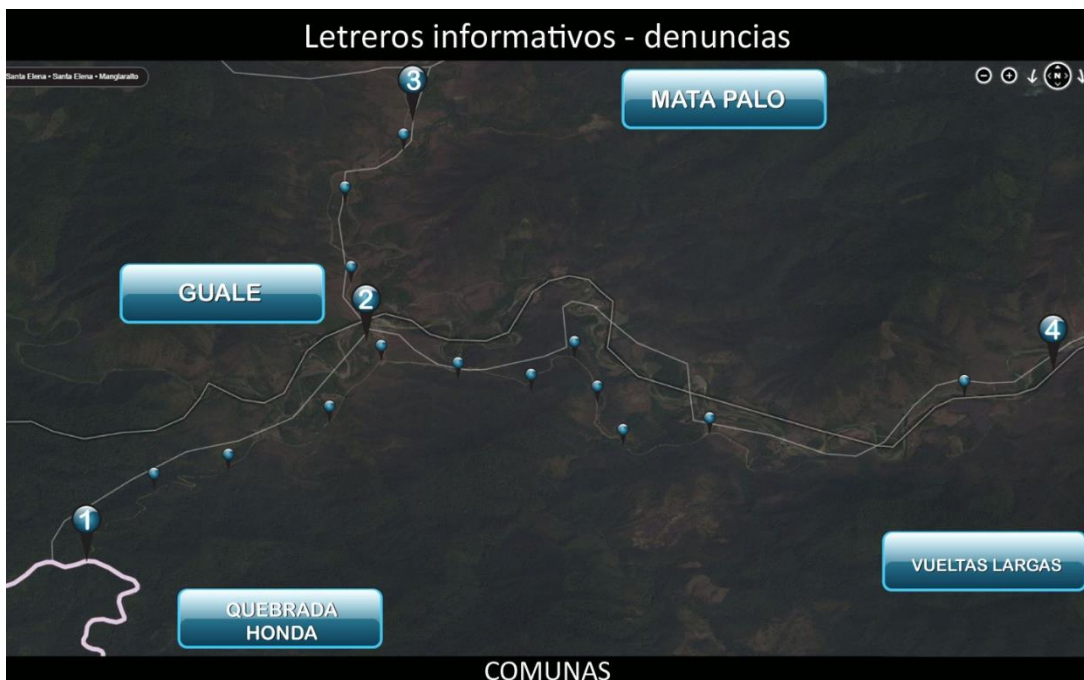 Letreros informativos - denuncias
Santa Elena • Santa Elena • Manglaralto
3
MATA PALO
N
GUALE
2
4
1
VUELTAS LARGAS
QUEBRADA
HONDA
COMUNAS